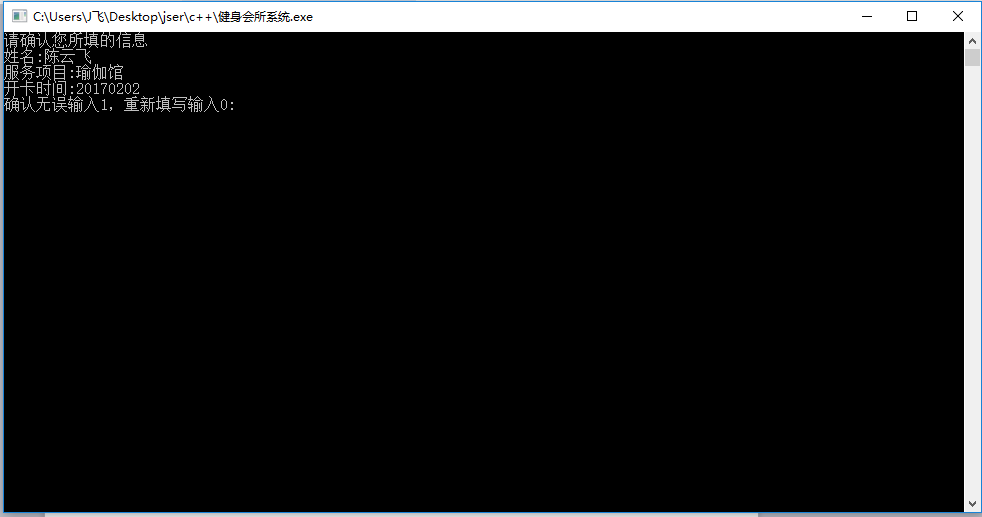 C:\Users\J飞\Desktop\jser\c++\健身会所系统.exe
请确认您所填的信息
姓名:陈云飞
服务项目:瑜伽馆
开卡时间:20170202
确认无误输入1，重新填写输入0: